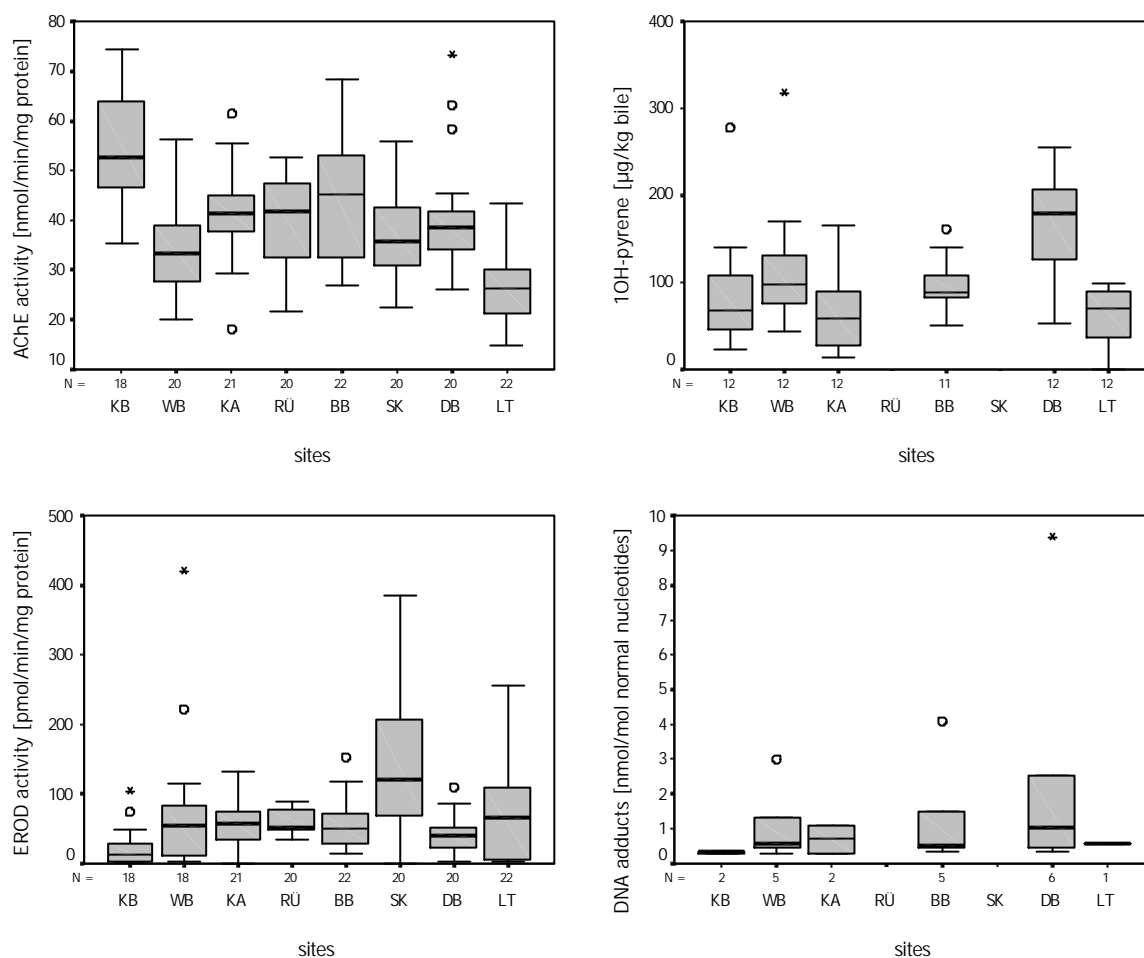 AChE activity [nmol/min/mg protein]
80
70
60
50
40
30
20
10
N = 18 20 21 20 22 20 20 22
KB WB KA RÜ BB SK DB LT
sites
1OH-pyrene [µg/kg bile]
400
300
200
100
0
N = 12 12 12 11 12 12
KB WB KA RÜ BB SK DB LT
sites
EROD activity [pmol/min/mg protein]
500
400
300
200
100
0
N = 18 18 21 20 22 20 20 22
KB WB KA RÜ BB SK DB LT
sites
DNA adducts [nmol/mol normal nucleotides]
10
9
8
7
6
5
4
3
2
1
0
N = 2 5 2 5 6 1
KB WB KA RÜ BB SK DB LT
sites